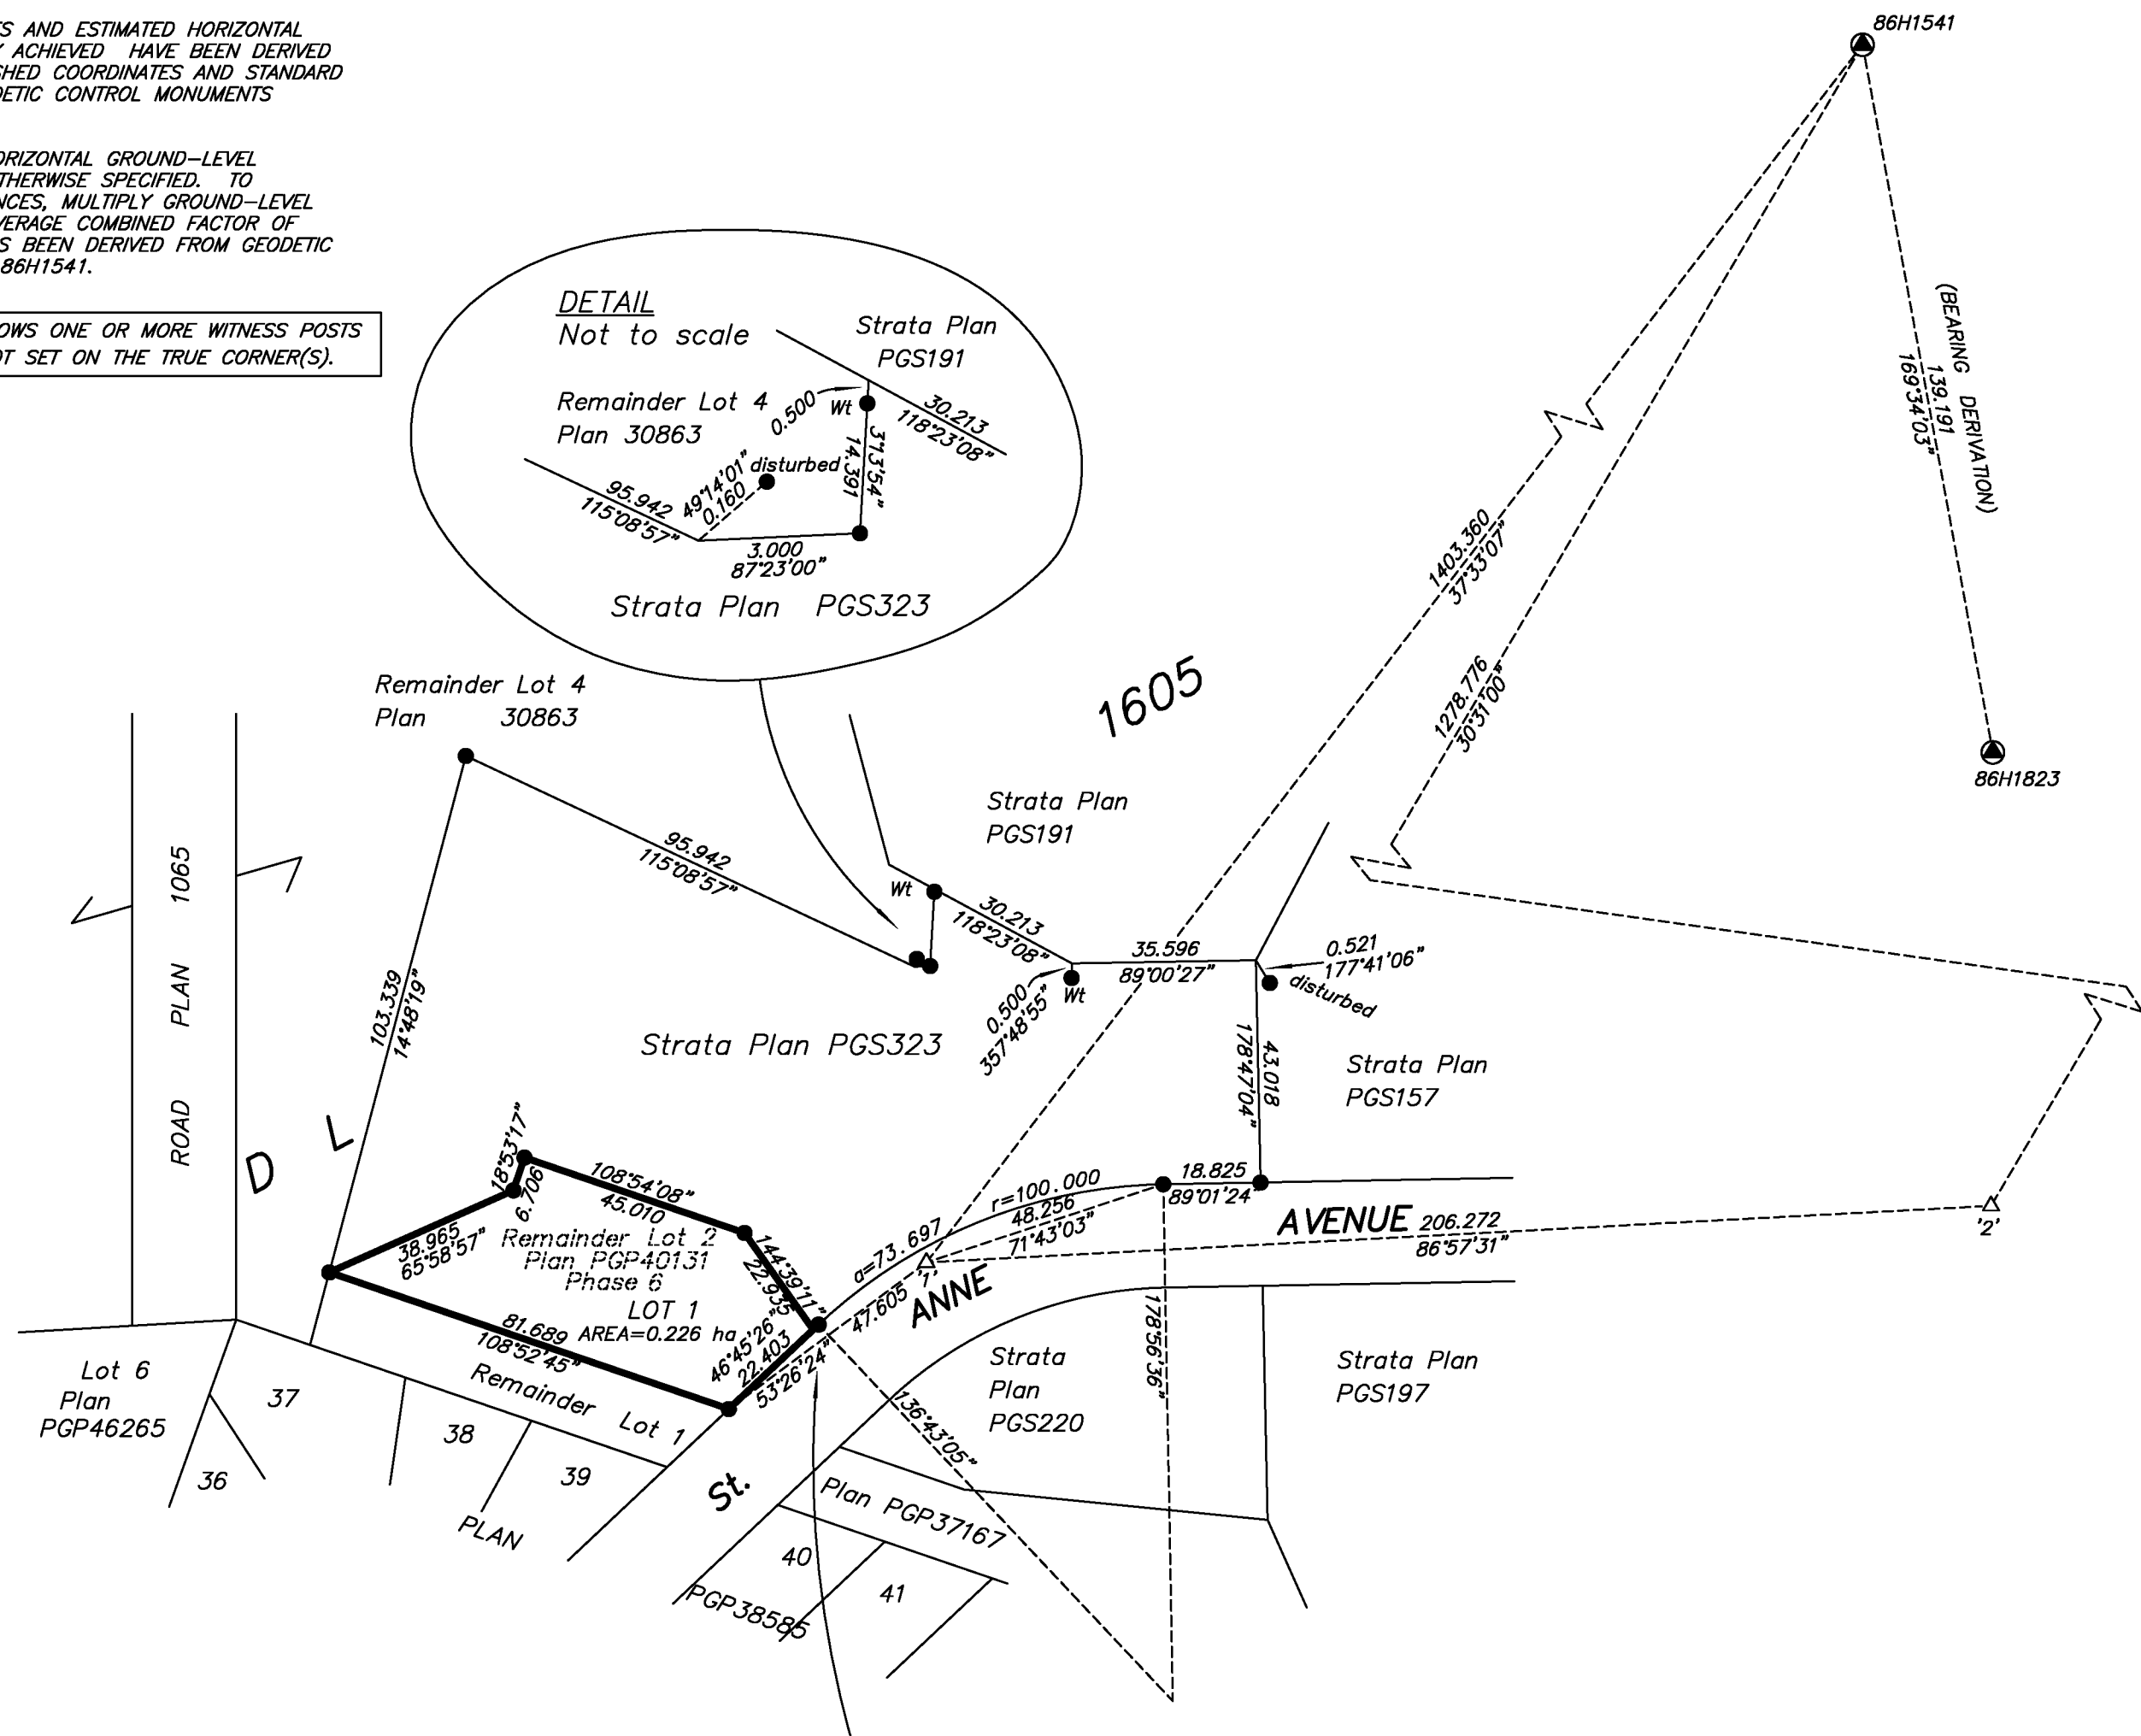 S AND ESTIMATED HORIZONTAL
Y ACHIEVED HAVE BEEN DERIVED
SHED COORDINATES AND STANDARD
DETIC CONTROL MONUMENTS
ORIZONTAL GROUND-LEVEL
THERWISE SPECIFIED. TO
NCES, MULTIPLY GROUND-LEVEL
VERAGE COMBINED FACTOR OF
S BEEN DERIVED FROM GEODETIC
86H1541.
OWS ONE OR MORE WITNESS POSTS
OT SET ON THE TRUE CORNER(S).
86H1541
(BEARING DERIVATION)
139.191
169°34'03"
86H1823
DETAIL
Not to scale
Strata Plan
PGS191
Remainder Lot 4
Plan 30863
0.500
Wt
30.213
118°23'08"
3°13'54"
14.391
disturbed
49°14'01"
0.160
95.942
115°08'57"
3.000
87°23'00"
Strata Plan PGS323
1403.360
37°33'07"
1278.776
30°31'00"
1605
Remainder Lot 4
Plan 30863
Strata Plan
PGS191
95.942
115°08'57"
Wt
30.213
118°23'08"
35.596
89°00'27"
0.521
177°41'06"
disturbed
0.500
357°48'55"
Wt
ROAD PLAN 1065
103.339
14°48'19"
Strata Plan PGS323
178°47'04"
43.018
Strata Plan
PGS157
D L
18°53'17"
6.706
108°54'08"
45.010
38.965
65°58'57"
Remainder Lot 2
Plan PGP40131
Phase 6
LOT 1
AREA=0.226 ha
144°39'11"
22.935
81.689
108°52'45"
46°45'26"
22.403
53°26'24"
47.605
a=73.697
r=100.000
48.256
71°43'03"
18.825
89°01'24"
'1'
ANNE
AVENUE
206.272
86°57'31"
'2'
178°56'36"
136°43'05"
Lot 6
Plan
PGP46265
37
36
38
39
Remainder Lot 1
PLAN
St.
Strata
Plan
PGS220
Strata Plan
PGS197
Plan PGP37167
40
41
PGP38585